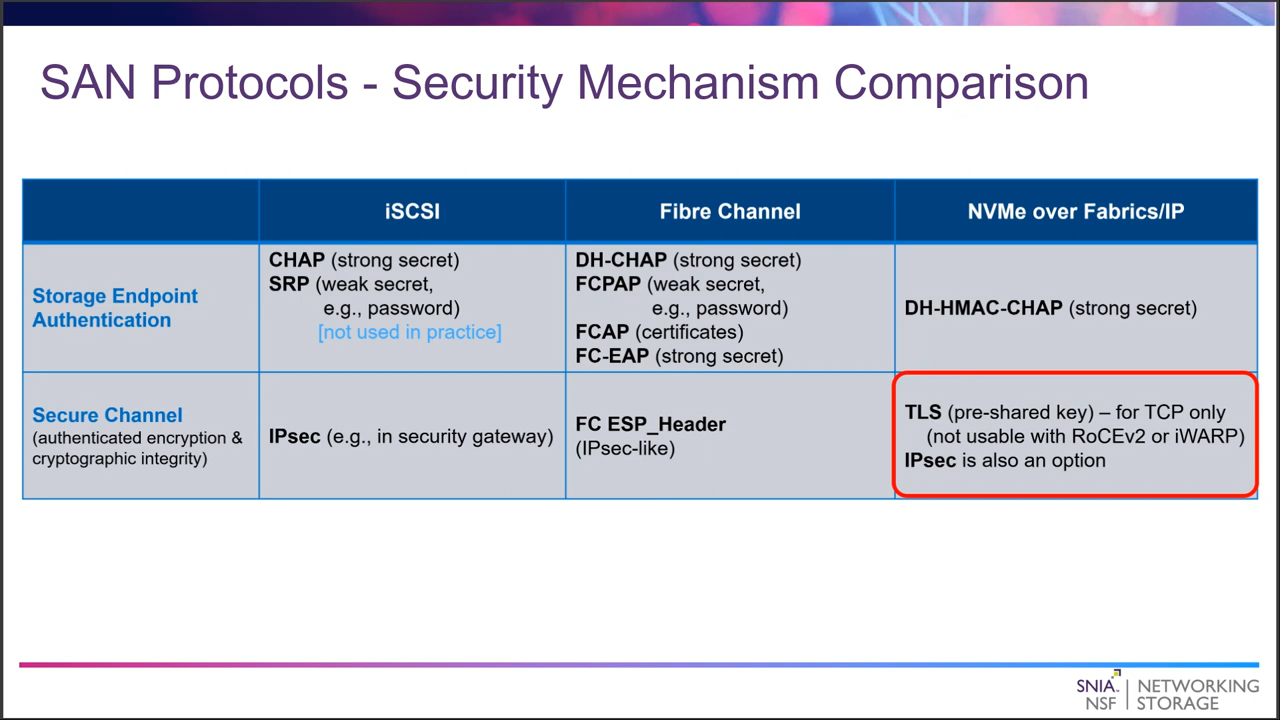 SAN Protocols - Security Mechanism Comparison
iSCSI
Fibre Channel
NVMe over Fabrics/IP
Storage Endpoint
Authentication
CHAP (strong secret)
SRP (weak secret,
e.g., password)
[not used in practice]
DH-CHAP (strong secret)
FCPAP (weak secret,
e.g., password)
FCAP (certificates)
FC-EAP (strong secret)
DH-HMAC-CHAP (strong secret)
Secure Channel
(authenticated encryption &
cryptographic integrity)
IPsec (e.g., in security gateway)
FC ESP_Header
(IPsec-like)
TLS (pre-shared key) – for TCP only
(not usable with RoCEv2 or iWARP)
IPsec is also an option
SNIA
NSF
NETWORKING
STORAGE